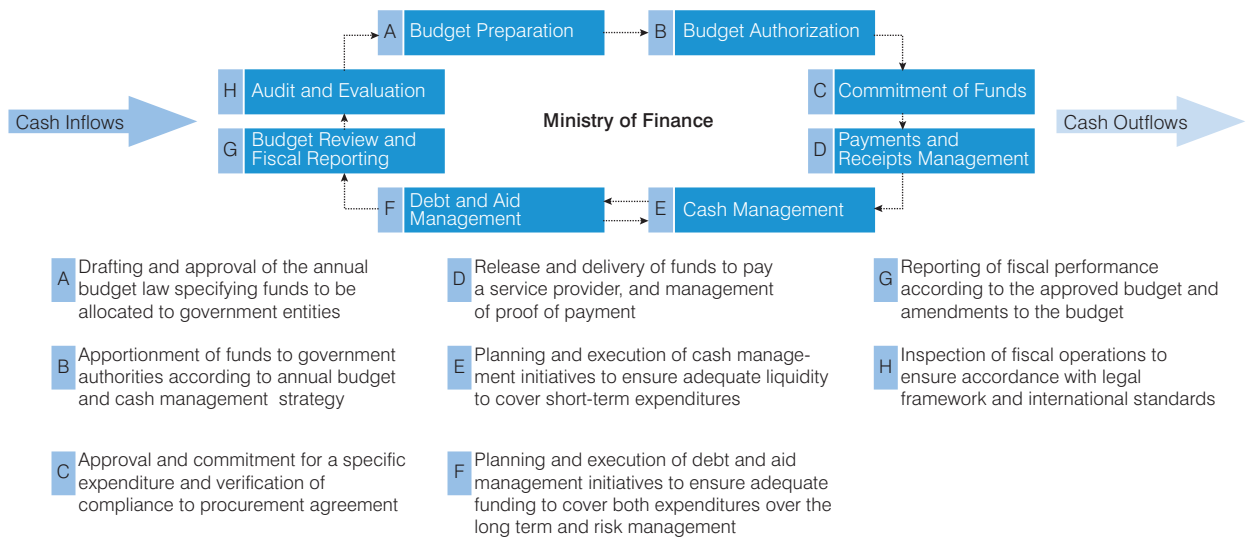 A Budget Preparation
B Budget Authorization
H Audit and Evaluation
C Commitment of Funds
Cash Inflows
Ministry of Finance
Cash Outflows
G Budget Review and
Fiscal Reporting
D Payments and
Receipts Management
F Debt and Aid
Management
E Cash Management
A Drafting and approval of the annual
budget law specifying funds to be
allocated to government entities
B Apportionment of funds to government
authorities according to annual budget
and cash management strategy
C Approval and commitment for a specific
expenditure and verification of
compliance to procurement agreement
D Release and delivery of funds to pay
a service provider, and management
of proof of payment
E Planning and execution of cash manage-
ment initiatives to ensure adequate liquidity
to cover short-term expenditures
F Planning and execution of debt and aid
management initiatives to ensure adequate
funding to cover both expenditures over the
long term and risk management
G Reporting of fiscal performance
according to the approved budget and
amendments to the budget
H Inspection of fiscal operations to
ensure accordance with legal
framework and international standards